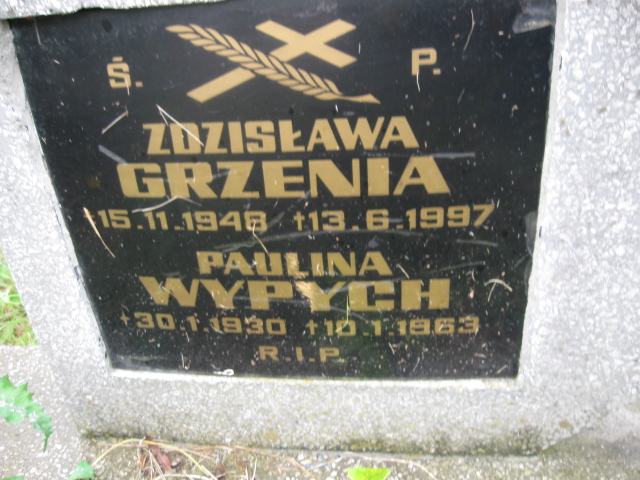 Ś. P.
ZDZISŁAWA
GRZENIA
*15.11.1948 †13.6.1997
PAULINA
WYPYCH
†30.1.1930 †10.1.1963
R.I.P.